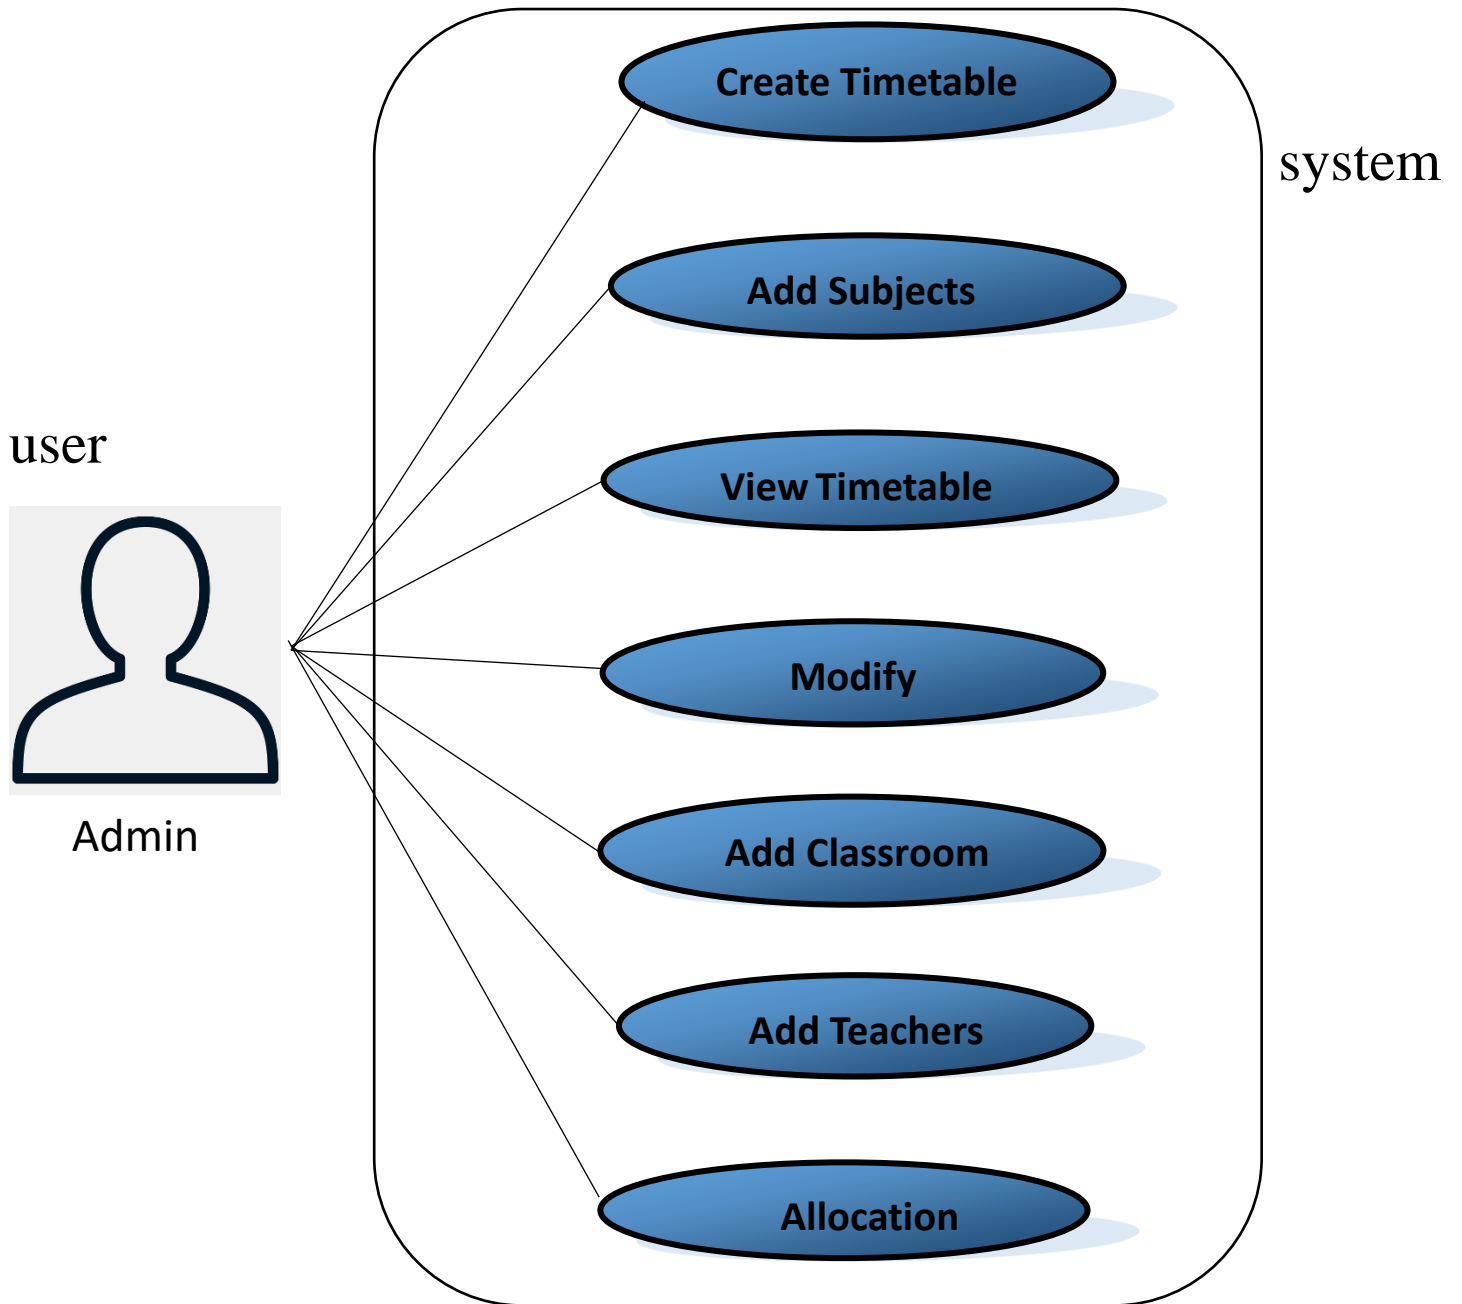 Create Timetable
system
Add Subjects
user
View Timetable
Modify
Admin
Add Classroom
Add Teachers
Allocation